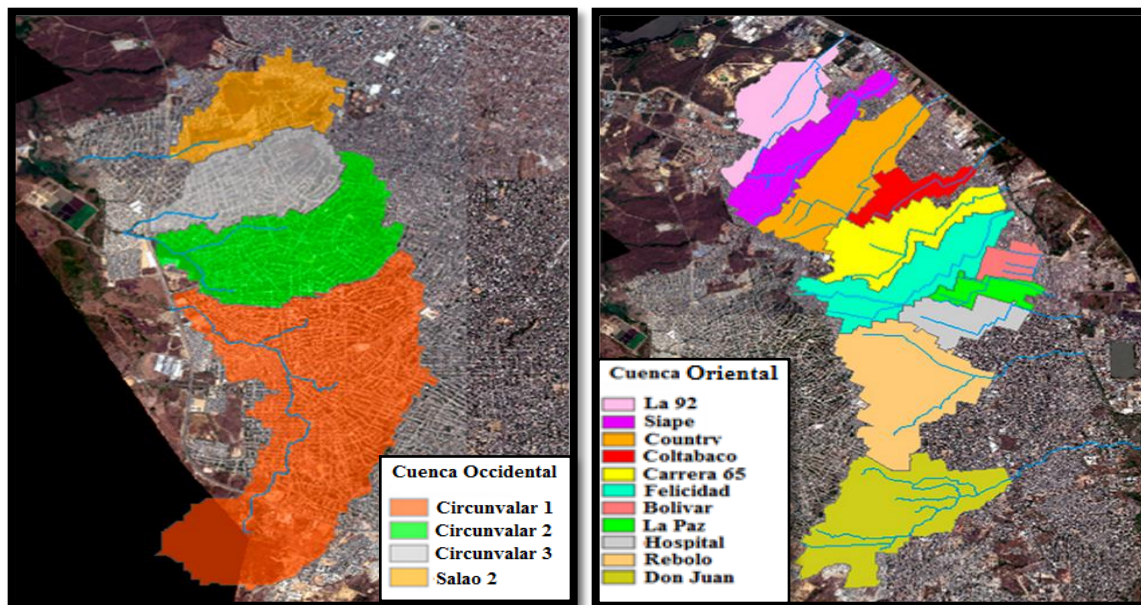 Cuenca Occidental
Circunvalar 1
Circunvalar 2
Circunvalar 3
Salao 2
Cuenca Oriental
La 92
Siape
Country
Coltabaco
Carrera 65
Felicidad
Bolivar
La Paz
Hospital
Rebolo
Don Juan